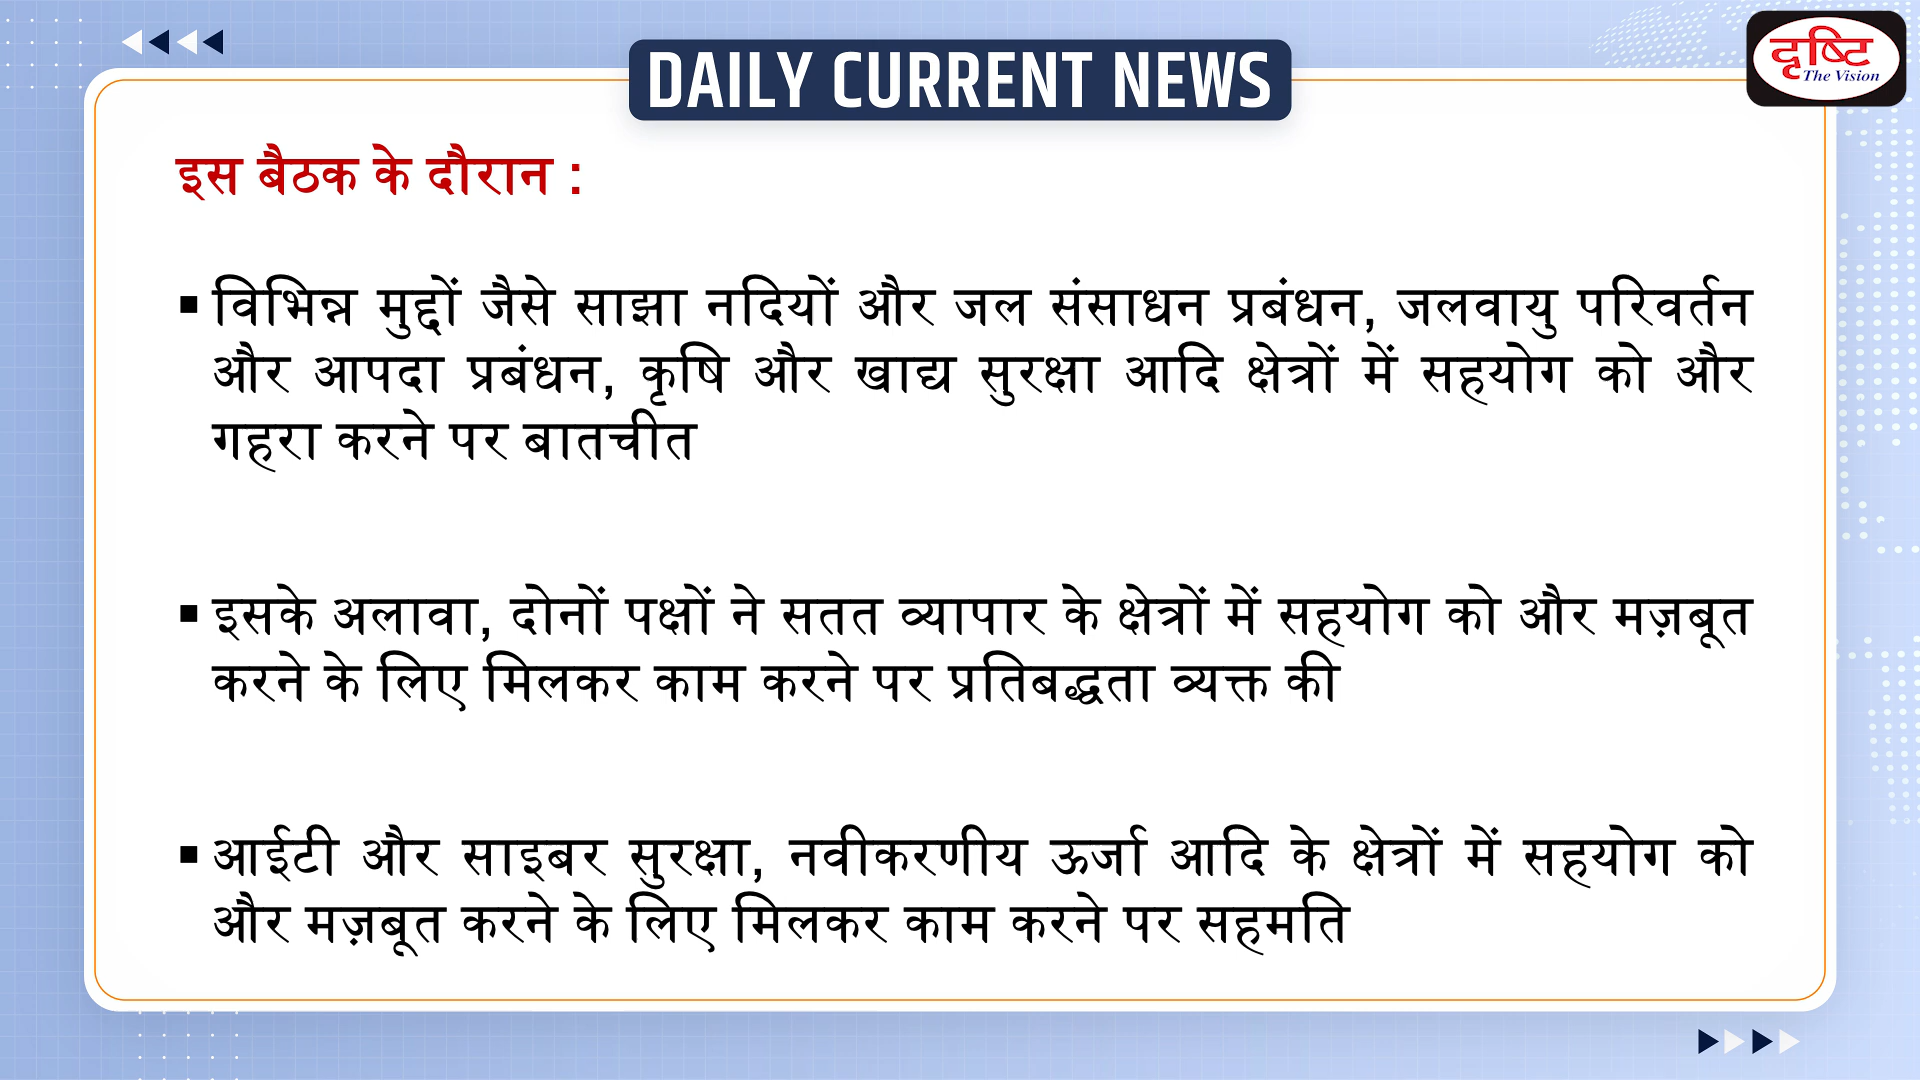 DAILY CURRENT NEWS
दृष्टि
The Vision
इस बैठक के दौरान :
▪ विभिन्न मुद्दों जैसे साझा नदियों और जल संसाधन प्रबंधन, जलवायु परिवर्तन
और आपदा प्रबंधन, कृषि और खाद्य सुरक्षा आदि क्षेत्रों में सहयोग को और
गहरा करने पर बातचीत
▪ इसके अलावा, दोनों पक्षों ने सतत व्यापार के क्षेत्रों में सहयोग को और मज़बूत
करने के लिए मिलकर काम करने पर प्रतिबद्धता व्यक्त की
▪ आईटी और साइबर सुरक्षा, नवीकरणीय ऊर्जा आदि के क्षेत्रों में सहयोग को
और मज़बूत करने के लिए मिलकर काम करने पर सहमति